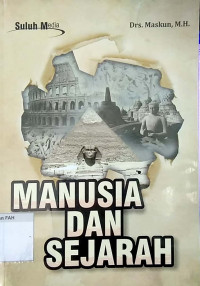 Suluh Media
Drs. Maskun, M.H.
MANUSIA
DAN
SEJARAH